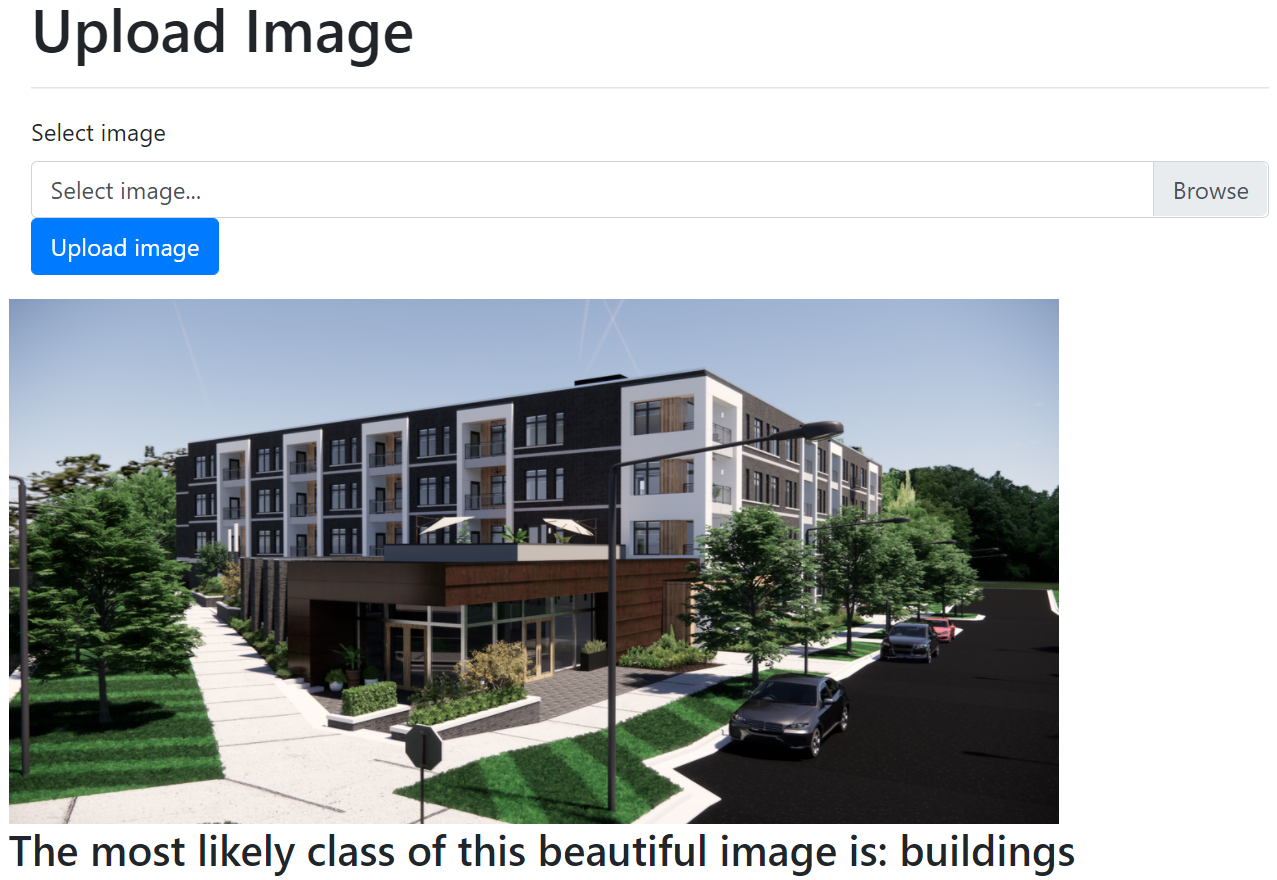 Upload Image
Select image
Select image...
Browse
Upload image
The most likely class of this beautiful image is: buildings